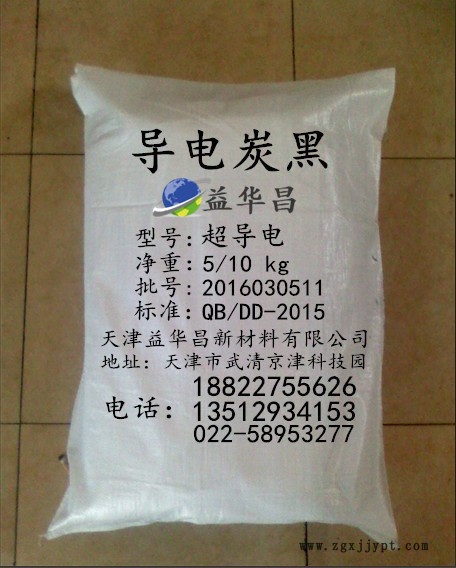 导电炭黑
益华昌
型号:超导电
净重:5/10 kg
批号:2016030511
标准:QB/DD-2015
天津益华昌新材料有限公司
地址:天津市武清京津科技园
电话:18822755626
13512934153
022-58953277
www.zgxjjypt.com